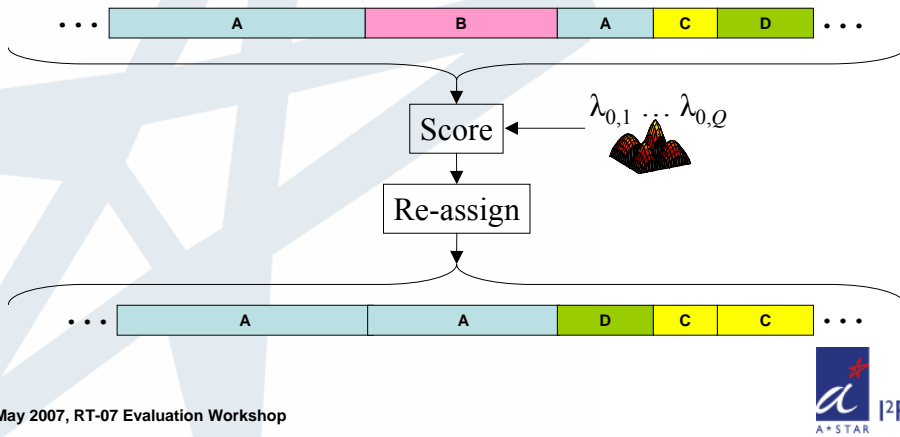 • • • A B A C D • • •
λ0,1 … λ0,Q
Score
Re-assign
• • • A A D C C • • •
May 2007, RT-07 Evaluation Workshop
A★STAR